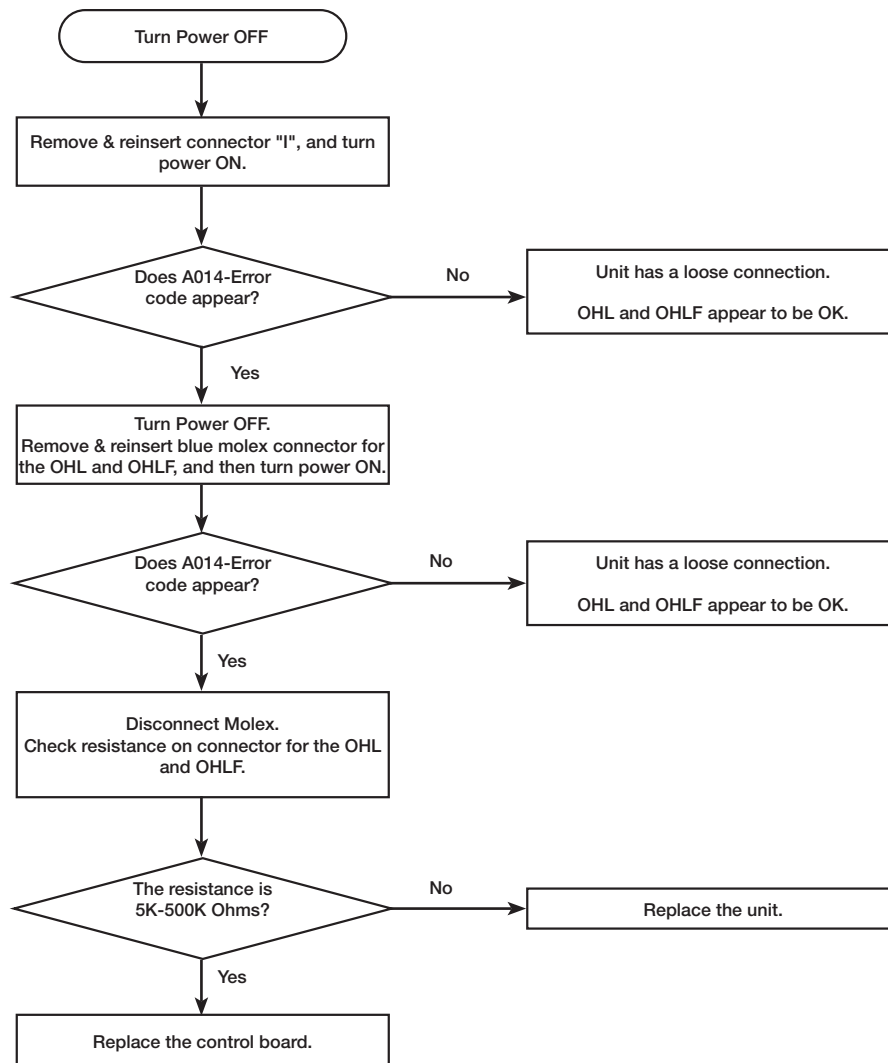 Turn Power OFF
Remove & reinsert connector "I", and turn
power ON.
Does A014-Error
code appear?
No
Unit has a loose connection.
OHL and OHLF appear to be OK.
Yes
Turn Power OFF.
Remove & reinsert blue molex connector for
the OHL and OHLF, and then turn power ON.
Does A014-Error
code appear?
No
Unit has a loose connection.
OHL and OHLF appear to be OK.
Yes
Disconnect Molex.
Check resistance on connector for the OHL
and OHLF.
The resistance is
5K-500K Ohms?
No
Replace the unit.
Yes
Replace the control board.